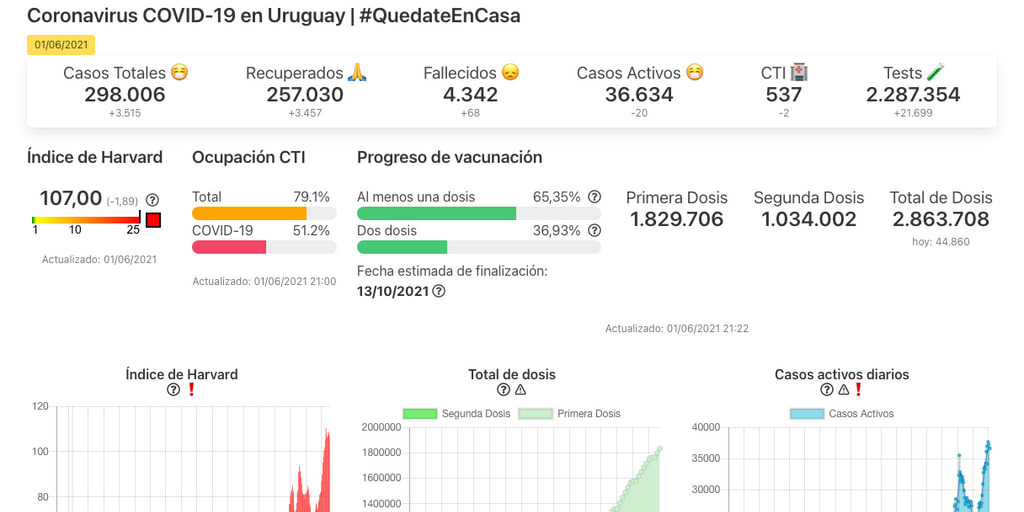 Coronavirus COVID-19 en Uruguay | #QuedateEnCasa
01/06/2021
Casos Totales 😷 Recuperados 🙏 Fallecidos 😞 Casos Activos 😷 CTI 🏥 Tests 🧪
298.006 257.030 4.342 36.634 537 2.287.354
+3.515 +3.457 +68 -20 -2 +21.699
Índice de Harvard
107,00 (-1,89) ?
1 10 25
Actualizado: 01/06/2021
Ocupación CTI
Total 79.1%
COVID-19 51.2%
Actualizado: 01/06/2021 21:00
Progreso de vacunación
Al menos una dosis 65,35% ?
Dos dosis 36,93% ?
Fecha estimada de finalización:
13/10/2021 ?
Primera Dosis Segunda Dosis Total de Dosis
1.829.706 1.034.002 2.863.708
hoy: 44.860
Actualizado: 01/06/2021 21:22
Índice de Harvard
? ❗
120
100
80
Total de dosis
? ⚠
Segunda Dosis Primera Dosis
2000000
1800000
1600000
1400000
Casos activos diarios
? ⚠ ❗
Casos Activos
40000
35000
30000